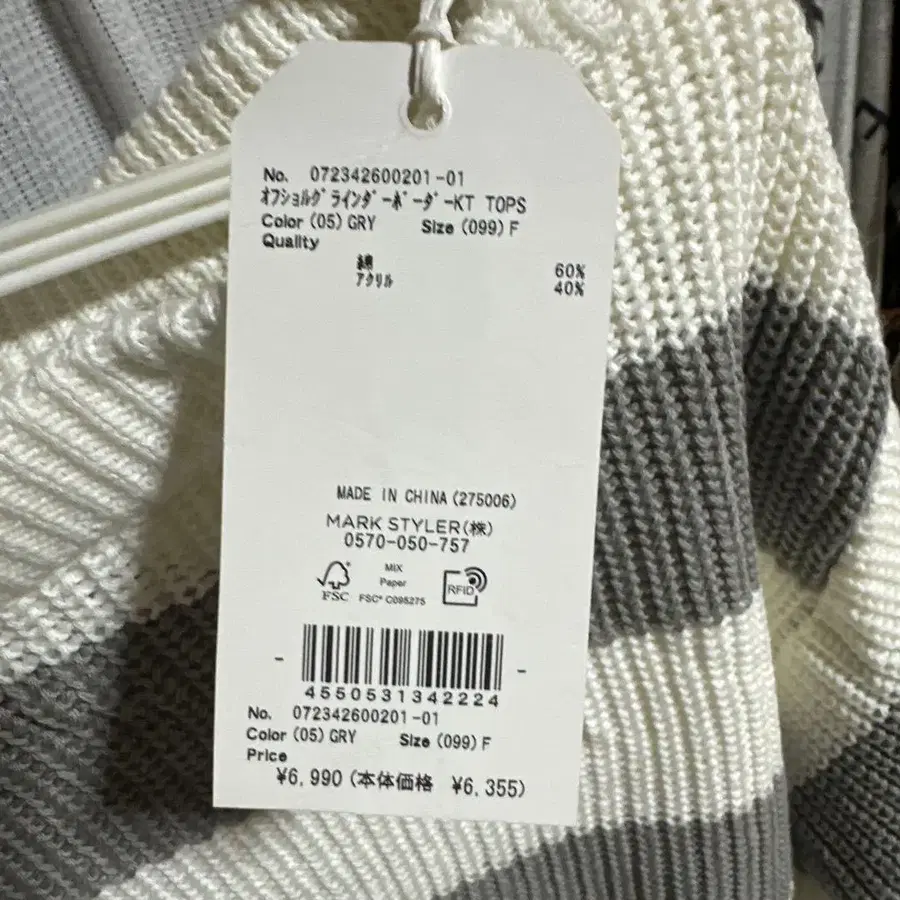 No. 072342600201-01
ｵﾌｼｮﾙｸﾞﾗｲﾝﾀﾞｰﾎﾞｰﾀﾞｰKT TOPS
Color (05) GRY Size (099) F
Quality
綿 60%
ｱｸﾘﾙ 40%
MADE IN CHINA (275006)
MARK STYLER(株)
0570-050-757
FSC
MIX
Paper
FSC® C095275
RFID
4550531342224
No. 072342600201-01
Color (05) GRY Size (099) F
Price
¥6,990 (本体価格 ¥6,355)